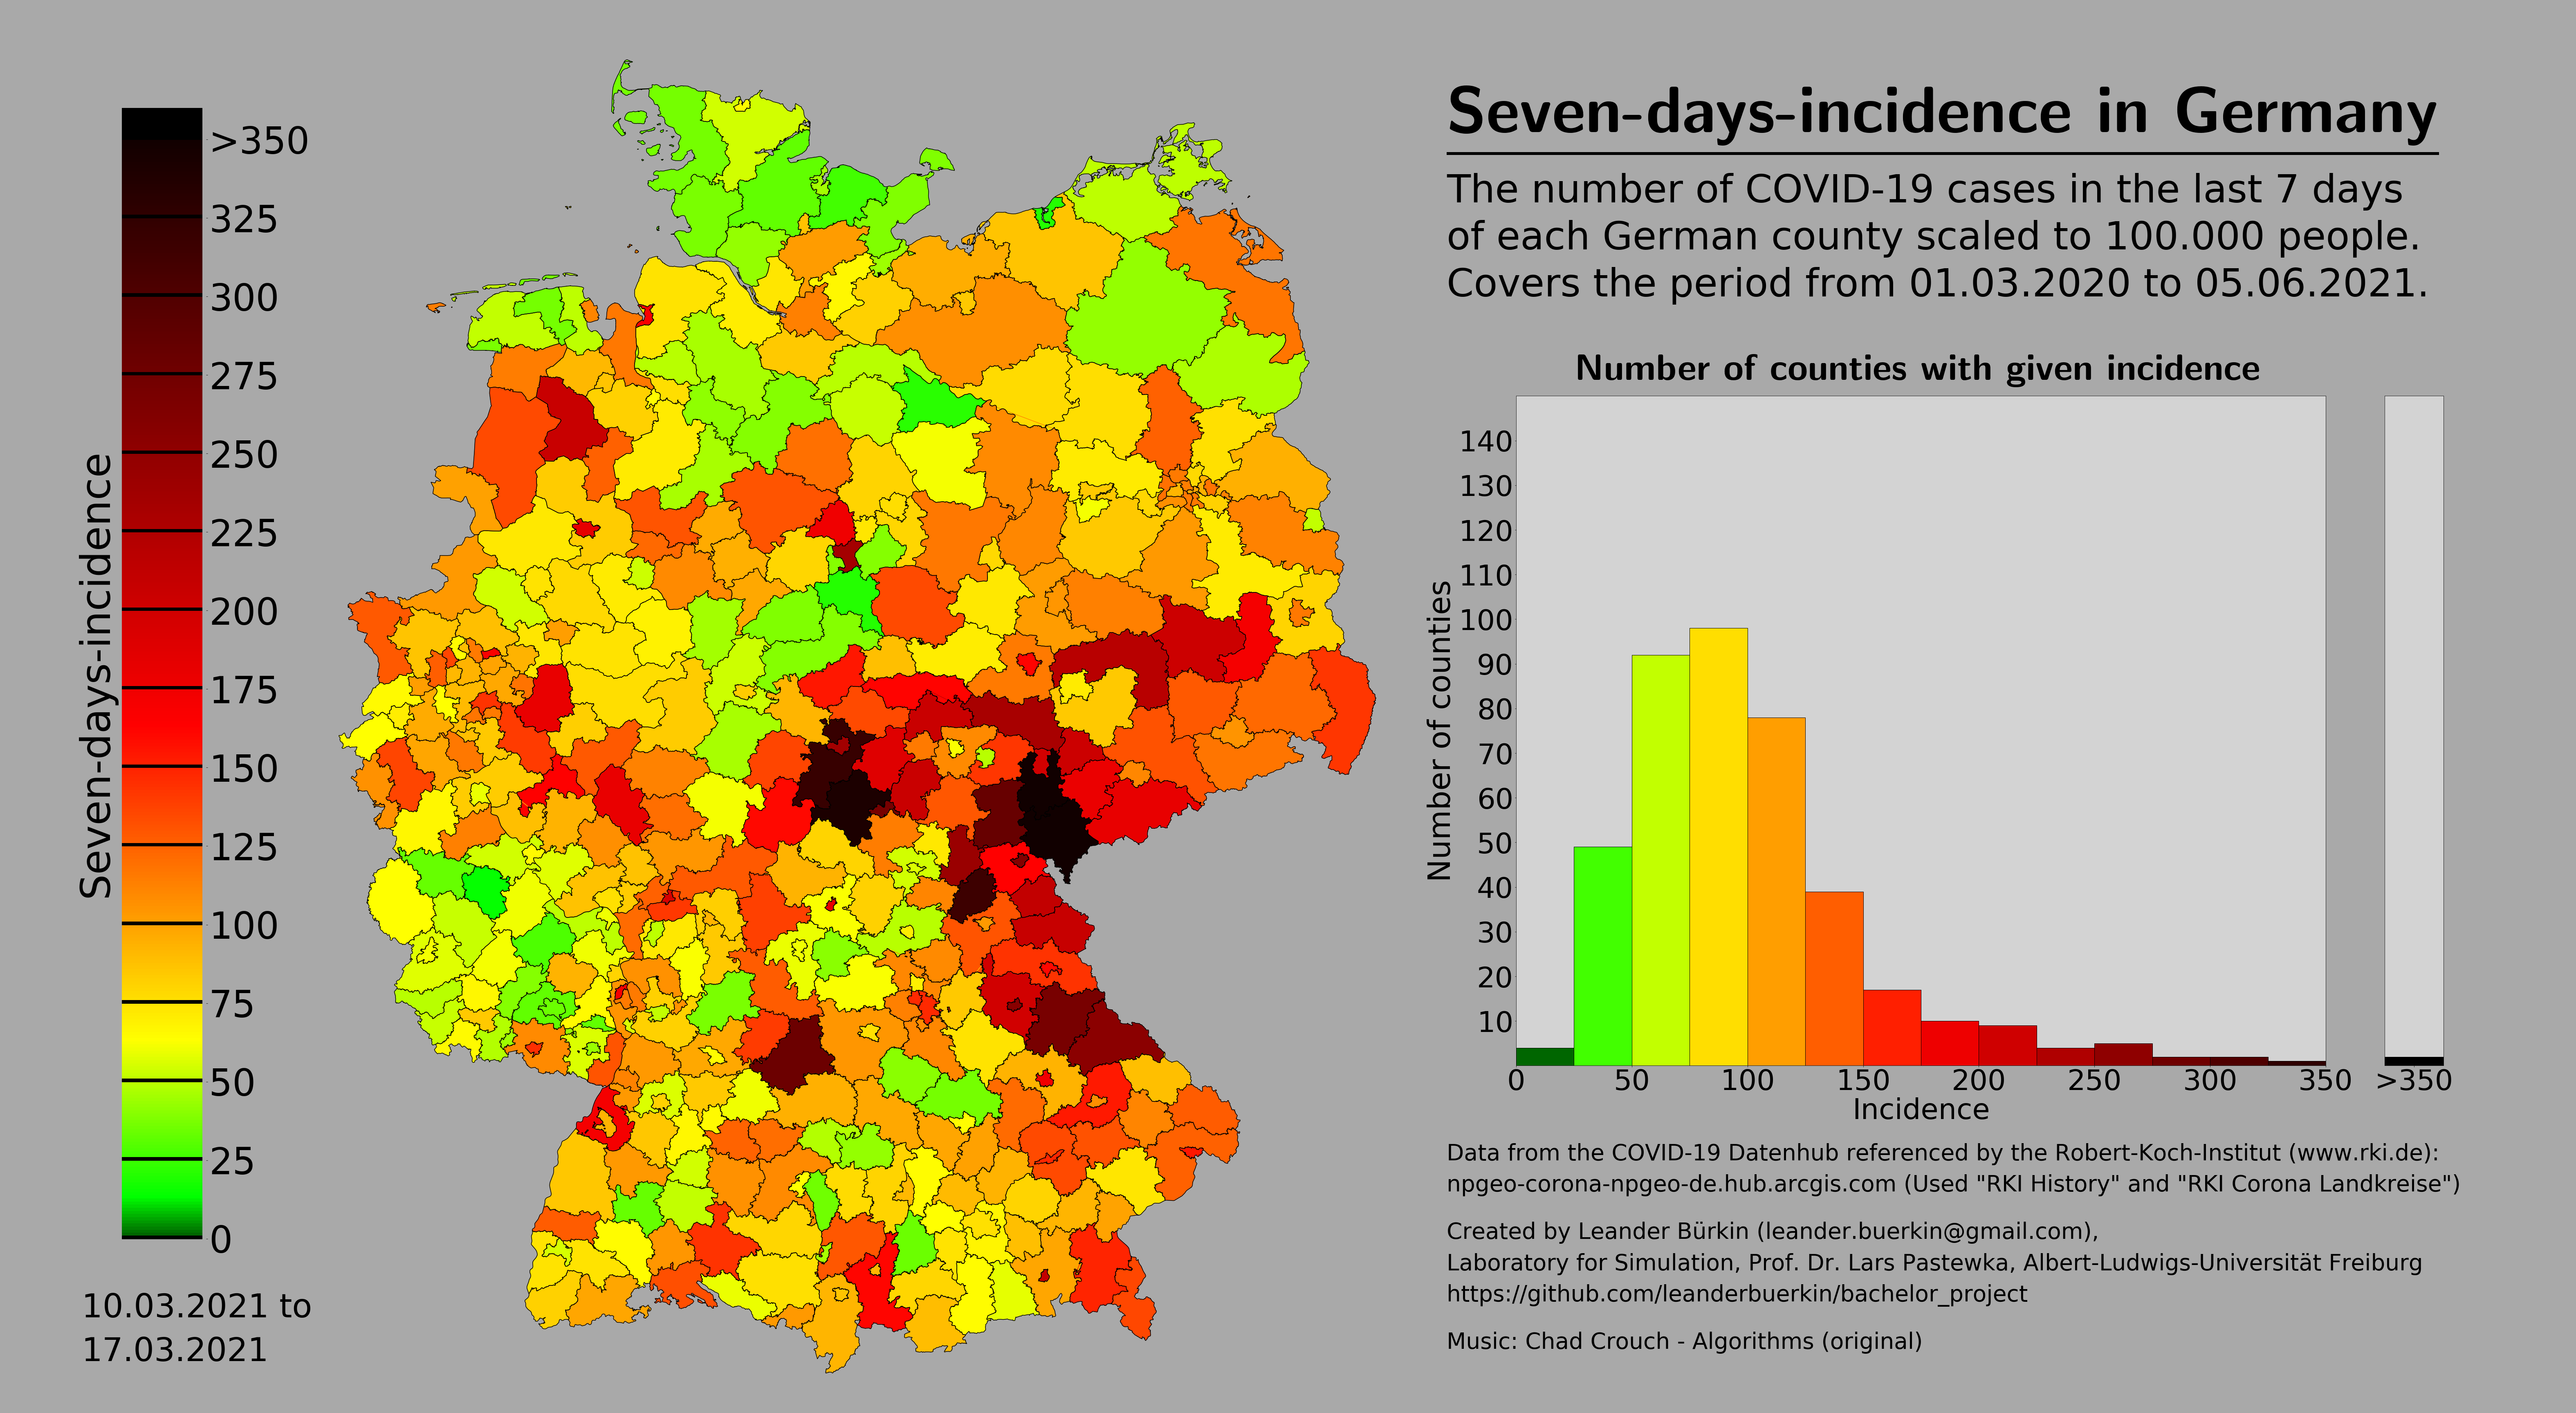 Seven-days-incidence in Germany
The number of COVID-19 cases in the last 7 days
of each German county scaled to 100.000 people.
Covers the period from 01.03.2020 to 05.06.2021.
Seven-days-incidence
>350
325
300
275
250
225
200
175
150
125
100
75
50
25
0
10.03.2021 to
17.03.2021
Number of counties with given incidence
Number of counties
140
130
120
110
100
90
80
70
60
50
40
30
20
10
0 50 100 150 200 250 300 350 >350
Incidence
Data from the COVID-19 Datenhub referenced by the Robert-Koch-Institut (www.rki.de):
npgeo-corona-npgeo-de.hub.arcgis.com (Used "RKI History" and "RKI Corona Landkreise")
Created by Leander Bürkin (leander.buerkin@gmail.com),
Laboratory for Simulation, Prof. Dr. Lars Pastewka, Albert-Ludwigs-Universität Freiburg
https://github.com/leanderbuerkin/bachelor_project
Music: Chad Crouch - Algorithms (original)